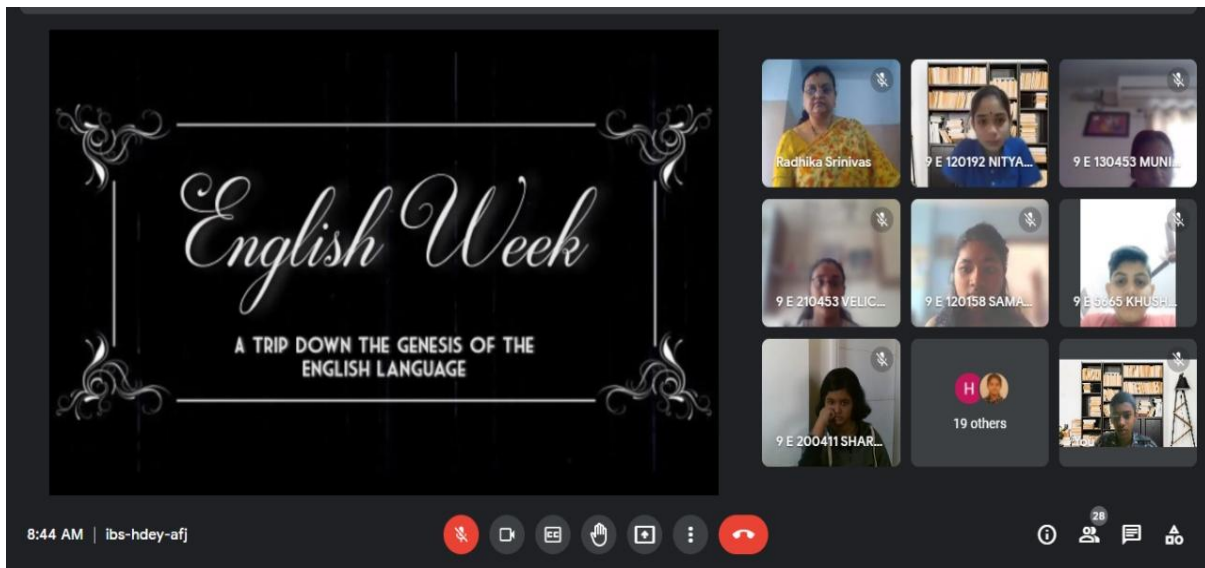 English Week
A TRIP DOWN THE GENESIS OF THE
ENGLISH LANGUAGE
Radhika Srinivas
9 E 120192 NITYA...
9 E 130453 MUNI...
9 E 210453 VELIC...
9 E 120158 SAMA...
9 E 5665 KHUSH...
9 E 200411 SHAR...
H
19 others
You
8:44 AM | ibs-hdey-afj
CC
28